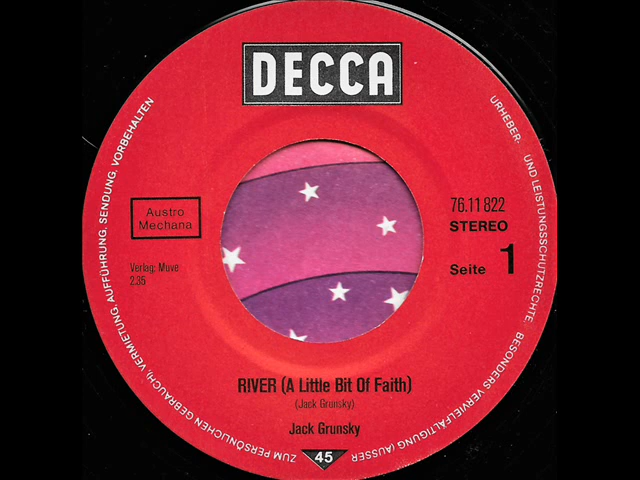 DECCA
URHEBER- UND LEISTUNGSSCHUTZRECHTE. BESONDERS VERVIELFÄLTIGUNG (AUSSER
ZUM PERSÖNLICHEN GEBRAUCH), VERMIETUNG, AUFFÜHRUNG, SENDUNG, VORBEHALTEN
Austro
Mechana
Verlag: Muve
2.35
76.11 822
STEREO
Seite 1
RIVER (A Little Bit Of Faith)
(Jack Grunsky)
Jack Grunsky
45